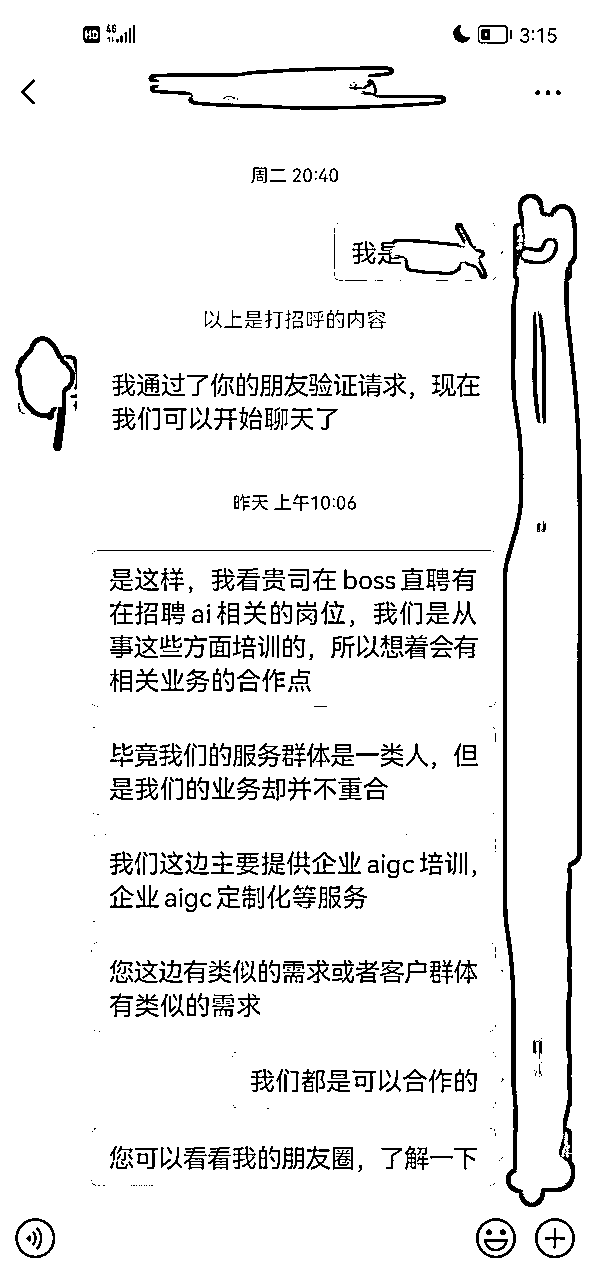 HD 4G 3:15
周二 20:40
我是
以上是打招呼的内容
我通过了你的朋友验证请求，现在
我们可以开始聊天了
昨天 上午10:06
是这样，我看贵司在 boss 直聘有
在招聘 ai 相关的岗位，我们是从
事这些方面培训的，所以想着会有
相关业务的合作点
毕竟我们的服务群体是一类人，但
是我们的业务却并不重合
我们这边主要提供企业 aigc 培训，
企业 aigc 定制化等服务
您这边有类似的需求或者客户群体
有类似的需求
我们都是可以合作的
您可以看看我的朋友圈，了解一下